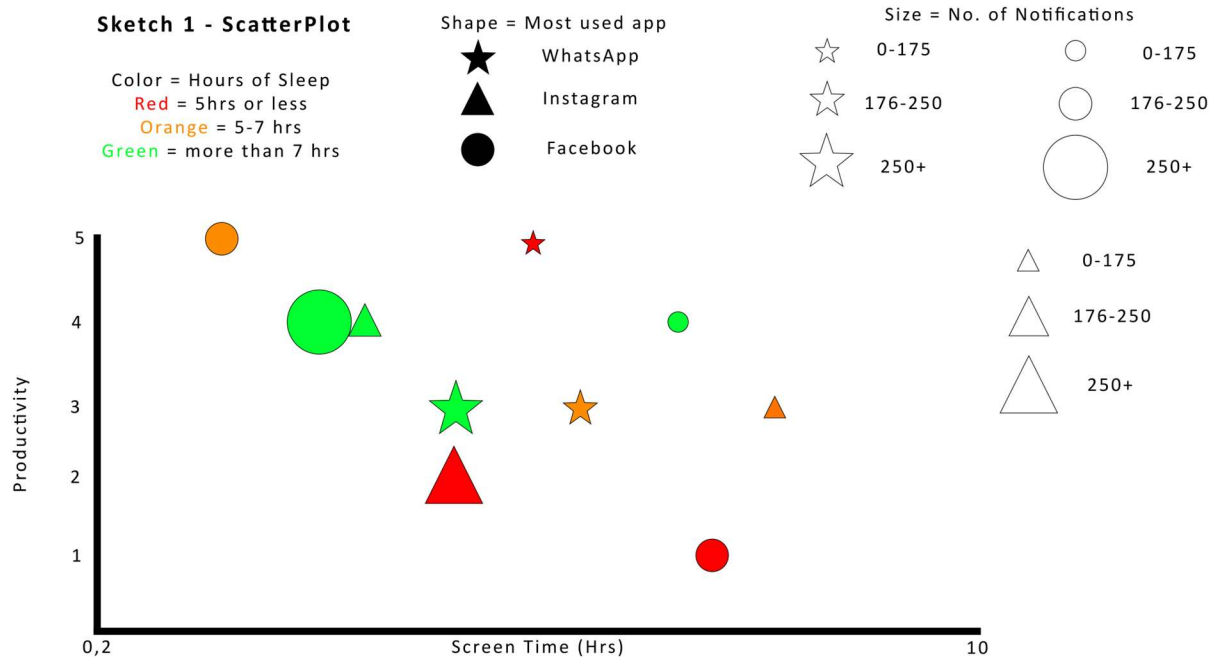 Sketch 1 - ScatterPlot
Color = Hours of Sleep
Red = 5hrs or less
Orange = 5-7 hrs
Green = more than 7 hrs
Shape = Most used app
WhatsApp
Instagram
Facebook
Size = No. of Notifications
0-175
176-250
250+
0-175
176-250
250+
0-175
176-250
250+
Productivity
5
4
3
2
1
0,2
Screen Time (Hrs)
10